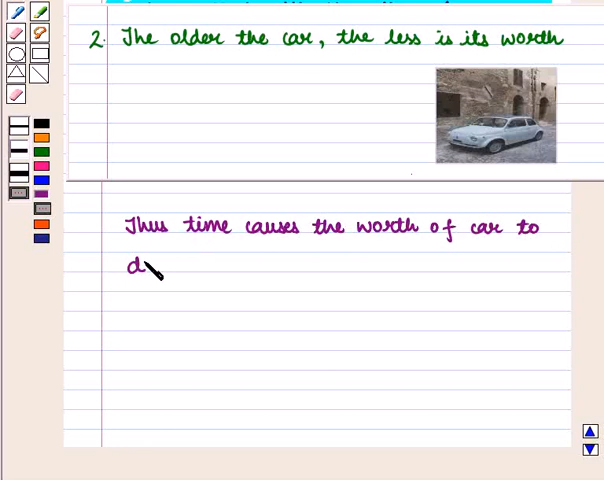 2. The older the car, the less is its worth
Thus time causes the worth of car to
d